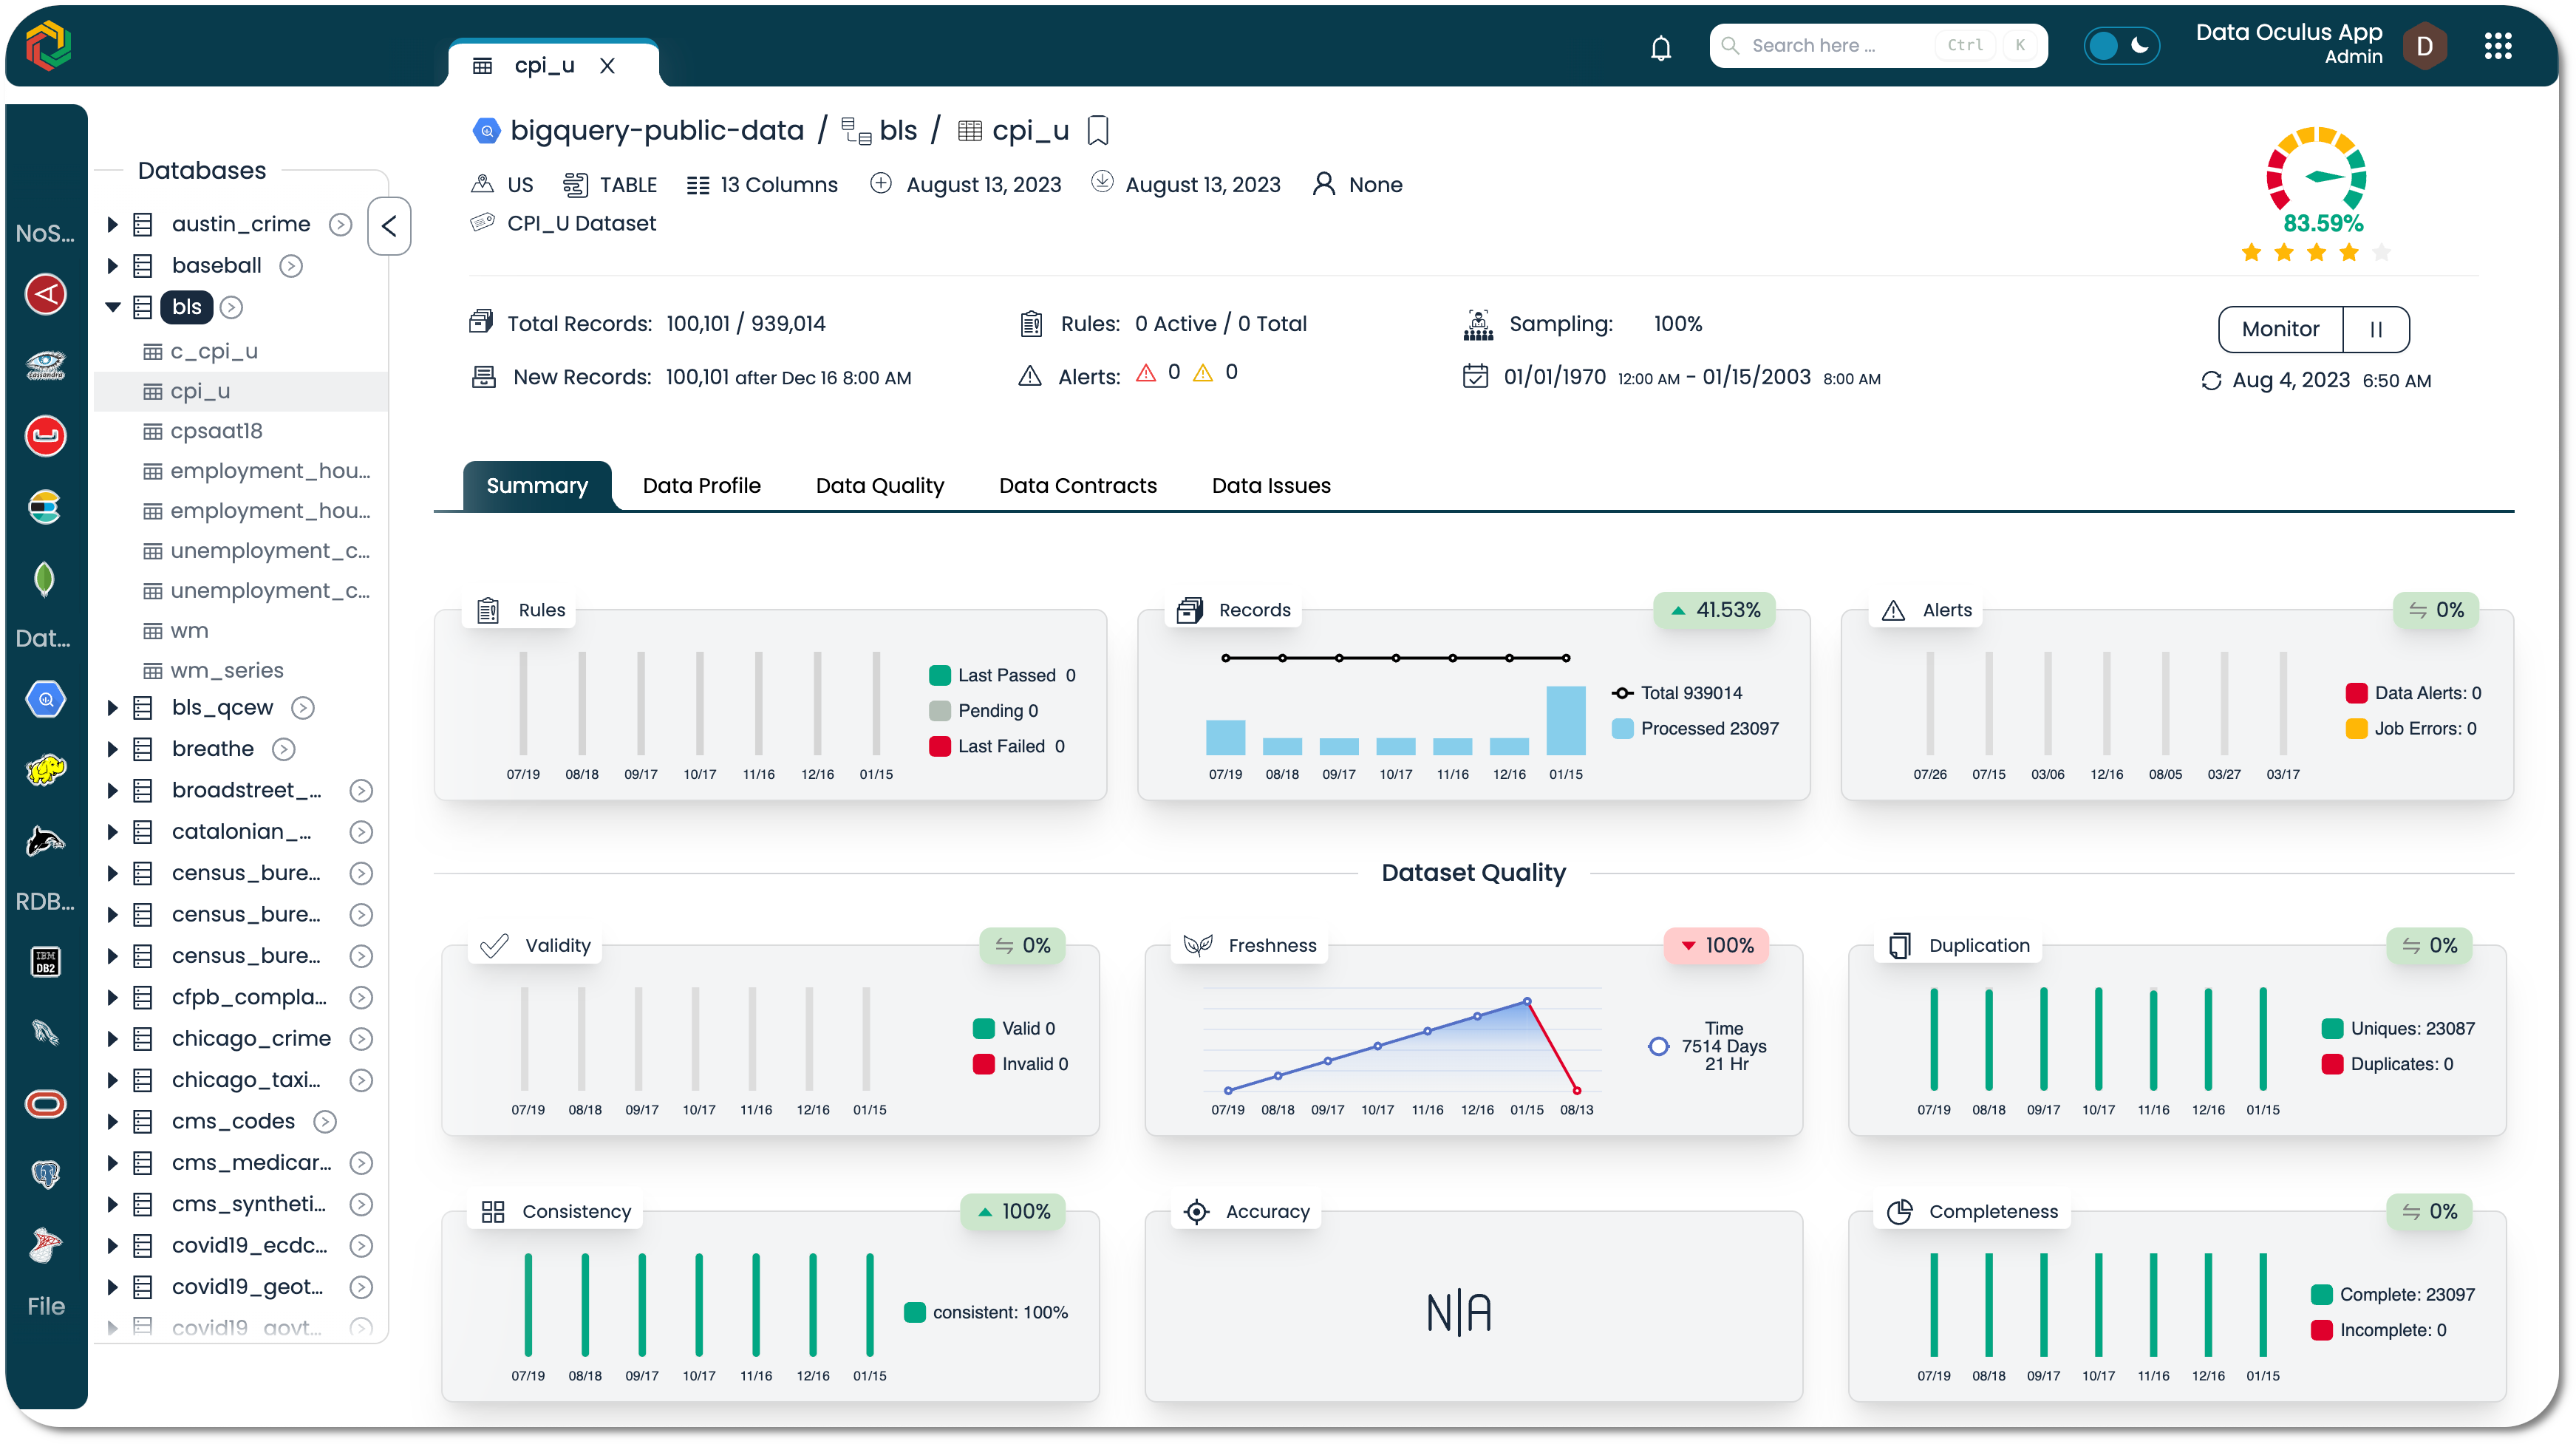 cpi_u X
Search here ... Ctrl K
Data Oculus App
Admin
D
NoS...
cassandra
Dat...
RDB...
IBM
DB2
File
Databases
austin_crime
baseball
bls
c_cpi_u
cpi_u
cpsaat18
employment_hou...
employment_hou...
unemployment_c...
unemployment_c...
wm
wm_series
bls_qcew
breathe
broadstreet_...
catalonian_...
census_bure...
census_bure...
census_bure...
cfpb_compla...
chicago_crime
chicago_taxi...
cms_codes
cms_medicar...
cms_syntheti...
covid19_ecdc...
covid19_geot...
covid19_govt...
bigquery-public-data / bls / cpi_u
US TABLE 13 Columns August 13, 2023 August 13, 2023 None
CPI_U Dataset
83.59%
Total Records: 100,101 / 939,014
New Records: 100,101 after Dec 16 8:00 AM
Rules: 0 Active / 0 Total
Alerts: 0 0
Sampling: 100%
01/01/1970 12:00 AM - 01/15/2003 8:00 AM
Monitor
Aug 4, 2023 6:50 AM
Summary Data Profile Data Quality Data Contracts Data Issues
Rules
Last Passed 0
Pending 0
Last Failed 0
07/19 08/18 09/17 10/17 11/16 12/16 01/15
Records
41.53%
Total 939014
Processed 23097
07/19 08/18 09/17 10/17 11/16 12/16 01/15
Alerts
0%
Data Alerts: 0
Job Errors: 0
07/26 07/15 03/06 12/16 08/05 03/27 03/17
Dataset Quality
Validity
0%
Valid 0
Invalid 0
07/19 08/18 09/17 10/17 11/16 12/16 01/15
Freshness
100%
Time
7514 Days
21 Hr
07/19 08/18 09/17 10/17 11/16 12/16 01/15 08/13
Duplication
0%
Uniques: 23087
Duplicates: 0
07/19 08/18 09/17 10/17 11/16 12/16 01/15
Consistency
100%
consistent: 100%
07/19 08/18 09/17 10/17 11/16 12/16 01/15
Accuracy
N|A
Completeness
0%
Complete: 23097
Incomplete: 0
07/19 08/18 09/17 10/17 11/16 12/16 01/15